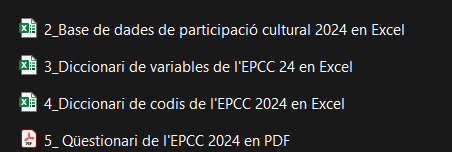 2_Base de dades de participació cultural 2024 en Excel
3_Diccionari de variables de l'EPCC 24 en Excel
4_Diccionari de codis de l'EPCC 2024 en Excel
5_ Qüestionari de l'EPCC 2024 en PDF